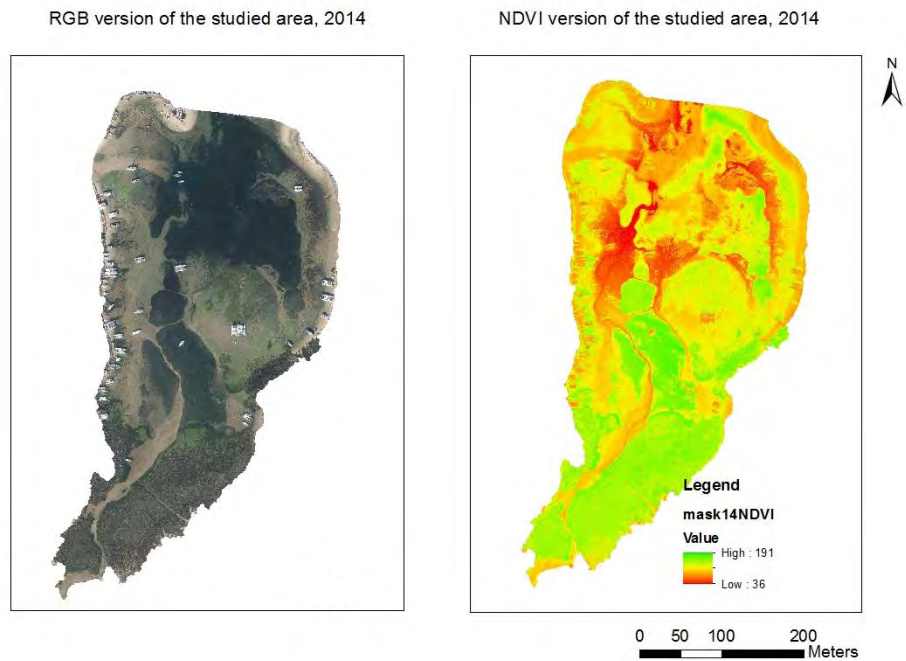 RGB version of the studied area, 2014
NDVI version of the studied area, 2014
N
Legend
mask14NDVI
Value
High : 191
Low : 36
0 50 100 200
Meters